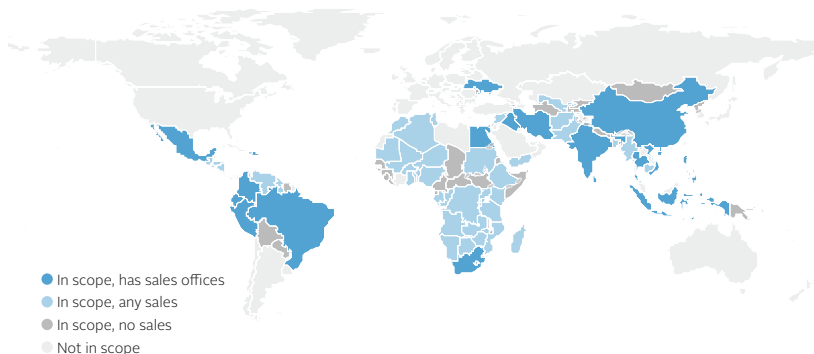 In scope, has sales offices
In scope, any sales
In scope, no sales
Not in scope